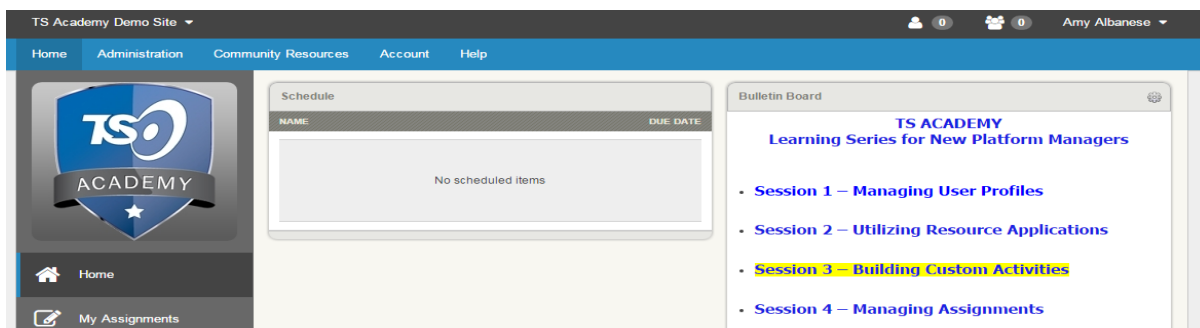 TS Academy Demo Site
0
0
Amy Albanese
Home
Administration
Community Resources
Account
Help
TS
ACADEMY
Home
My Assignments
Schedule
NAME
DUE DATE
No scheduled items
Bulletin Board
TS ACADEMY
Learning Series for New Platform Managers
• Session 1 – Managing User Profiles
• Session 2 – Utilizing Resource Applications
• Session 3 – Building Custom Activities
• Session 4 – Managing Assignments